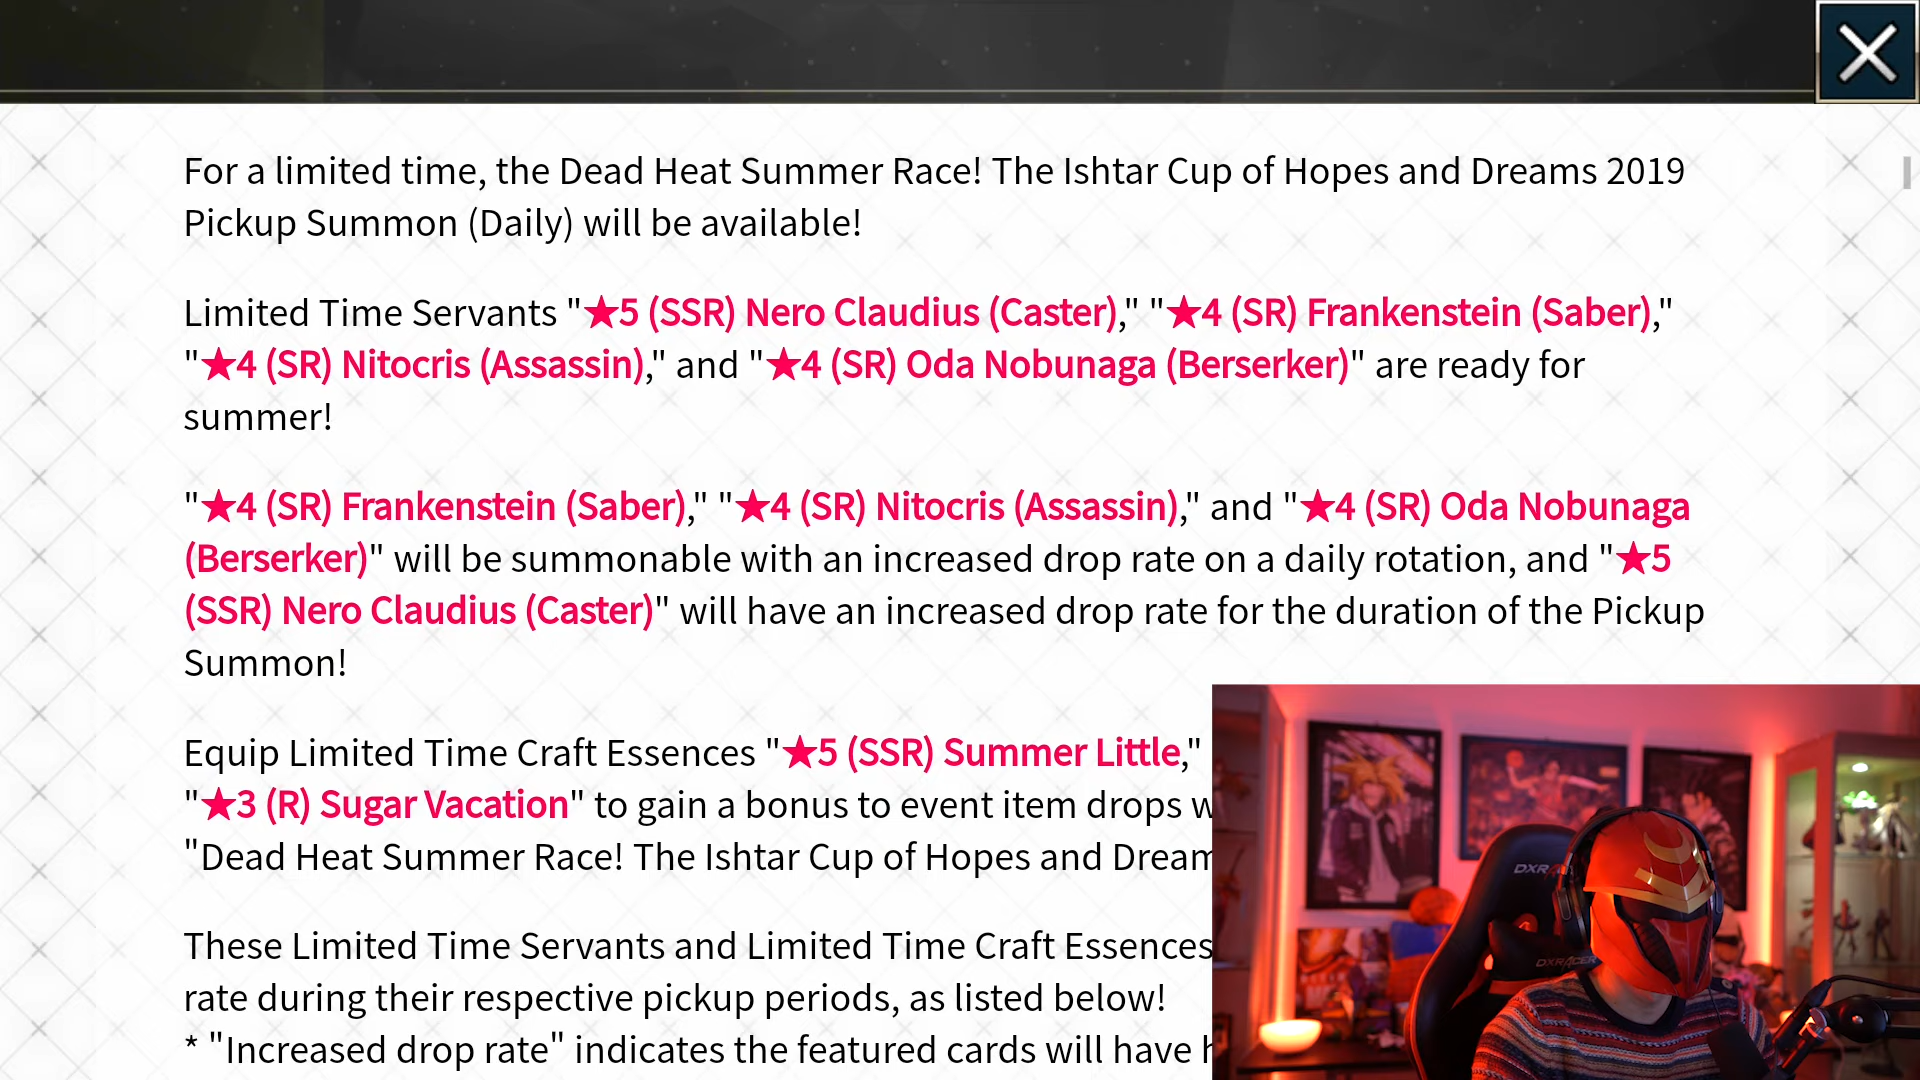 For a limited time, the Dead Heat Summer Race! The Ishtar Cup of Hopes and Dreams 2019
Pickup Summon (Daily) will be available!
Limited Time Servants "★5 (SSR) Nero Claudius (Caster)," "★4 (SR) Frankenstein (Saber),"
"★4 (SR) Nitocris (Assassin)," and "★4 (SR) Oda Nobunaga (Berserker)" are ready for
summer!
"★4 (SR) Frankenstein (Saber)," "★4 (SR) Nitocris (Assassin)," and "★4 (SR) Oda Nobunaga
(Berserker)" will be summonable with an increased drop rate on a daily rotation, and "★5
(SSR) Nero Claudius (Caster)" will have an increased drop rate for the duration of the Pickup
Summon!
Equip Limited Time Craft Essences "★5 (SSR) Summer Little,"
"★3 (R) Sugar Vacation" to gain a bonus to event item drops
"Dead Heat Summer Race! The Ishtar Cup of Hopes and Dream
These Limited Time Servants and Limited Time Craft Essences
rate during their respective pickup periods, as listed below!
* "Increased drop rate" indicates the featured cards will have
DXRACER